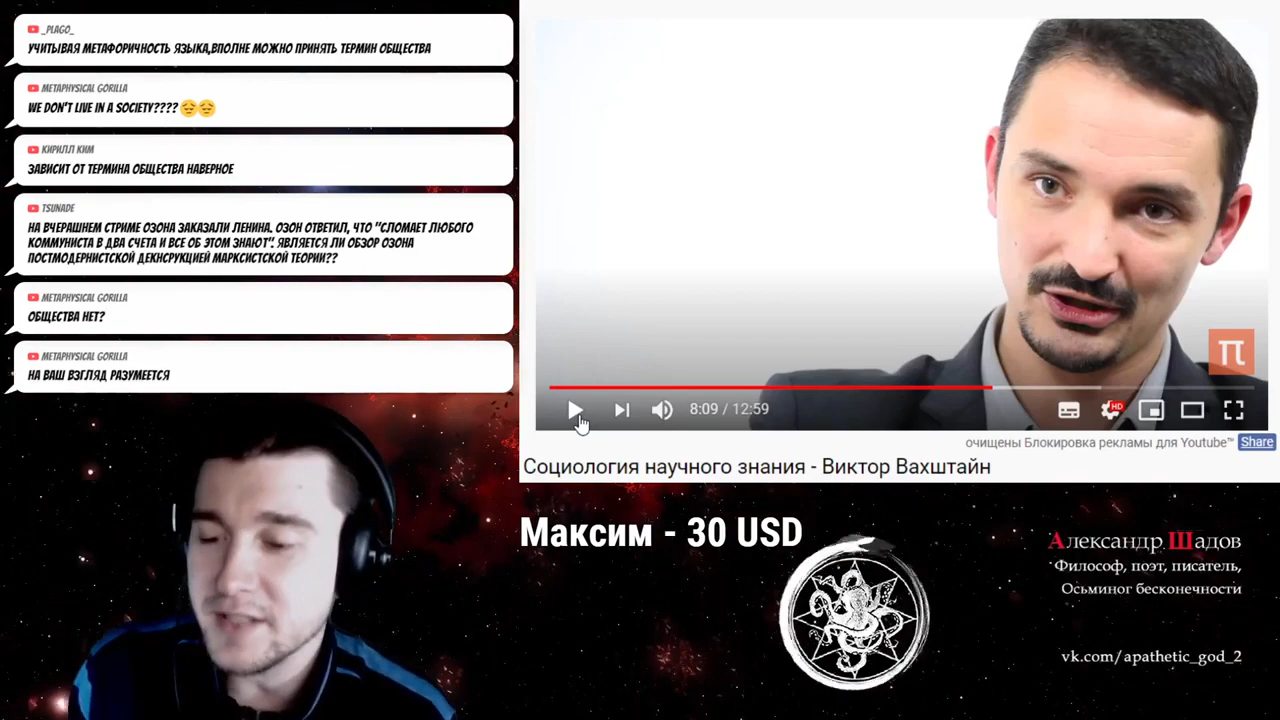 _PLAGO_
УЧИТЫВАЯ МЕТАФОРИЧНОСТЬ ЯЗЫКА,ВПОЛНЕ МОЖНО ПРИНЯТЬ ТЕРМИН ОБЩЕСТВА
METAPHYSICAL GORILLA
WE DON'T LIVE IN A SOCIETY????😔😔
КИРИЛЛ КИМ
ЗАВИСИТ ОТ ТЕРМИНА ОБЩЕСТВА НАВЕРНОЕ
TSUNADE
НА ВЧЕРАШНЕМ СТРИМЕ ОЗОНА ЗАКАЗАЛИ ЛЕНИНА. ОЗОН ОТВЕТИЛ, ЧТО "СЛОМАЕТ ЛЮБОГО
КОММУНИСТА В ДВА СЧЕТА И ВСЕ ОБ ЭТОМ ЗНАЮТ". ЯВЛЯЕТСЯ ЛИ ОБЗОР ОЗОНА
ПОСТМОДЕРНИСТСКОЙ ДЕКНСРУКЦИЕЙ МАРКСИСТСКОЙ ТЕОРИИ??
METAPHYSICAL GORILLA
ОБЩЕСТВА НЕТ?
METAPHYSICAL GORILLA
НА ВАШ ВЗГЛЯД РАЗУМЕЕТСЯ
π
8:09 / 12:59
HD
очищены Блокировка рекламы для Youtube™ Share
Социология научного знания - Виктор Вахштайн
Максим - 30 USD
Александр Шадов
Философ, поэт, писатель,
Осьминог бесконечности
vk.com/apathetic_god_2